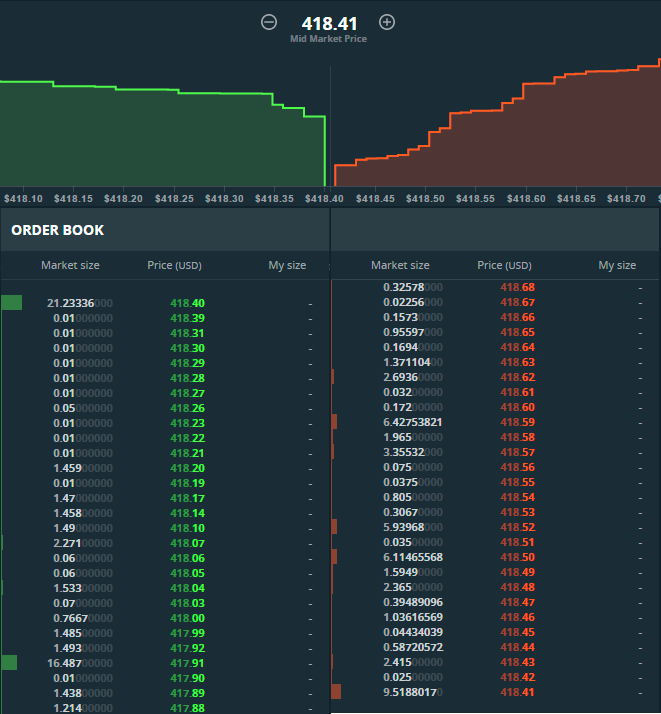 418.41
Mid Market Price
$418.10 $418.15 $418.20 $418.25 $418.30 $418.35 $418.40 $418.45 $418.50 $418.55 $418.60 $418.65 $418.70 $
ORDER BOOK
Market size Price (USD) My size Market size Price (USD) My size
0.32578000 418.68 -
21.23336000 418.40 - 0.02256000 418.67 -
0.01000000 418.39 - 0.15730000 418.66 -
0.01000000 418.31 - 0.95597000 418.65 -
0.01000000 418.30 - 0.16940000 418.64 -
0.01000000 418.29 - 1.37110400 418.63 -
0.01000000 418.28 - 2.69360000 418.62 -
0.01000000 418.27 - 0.03200000 418.61 -
0.05000000 418.26 - 0.17200000 418.60 -
0.01000000 418.23 - 6.42753821 418.59 -
0.01000000 418.22 - 1.96500000 418.58 -
0.01000000 418.21 - 3.35532000 418.57 -
1.45900000 418.20 - 0.07500000 418.56 -
0.01000000 418.19 - 0.03750000 418.55 -
1.47000000 418.17 - 0.80500000 418.54 -
1.45800000 418.14 - 0.30670000 418.53 -
1.49000000 418.10 - 5.93968000 418.52 -
2.27100000 418.07 - 0.03500000 418.51 -
0.06000000 418.06 - 6.11465568 418.50 -
0.06000000 418.05 - 1.59490000 418.49 -
1.53300000 418.04 - 2.36500000 418.48 -
0.07000000 418.03 - 0.39489096 418.47 -
0.76670000 418.00 - 1.03616569 418.46 -
1.48500000 417.99 - 0.04434039 418.45 -
1.49300000 417.92 - 0.58720572 418.44 -
16.48700000 417.91 - 2.41500000 418.43 -
0.01000000 417.90 - 0.02500000 418.42 -
1.43800000 417.89 - 9.51880170 418.41 -
1.21400000 417.88 -